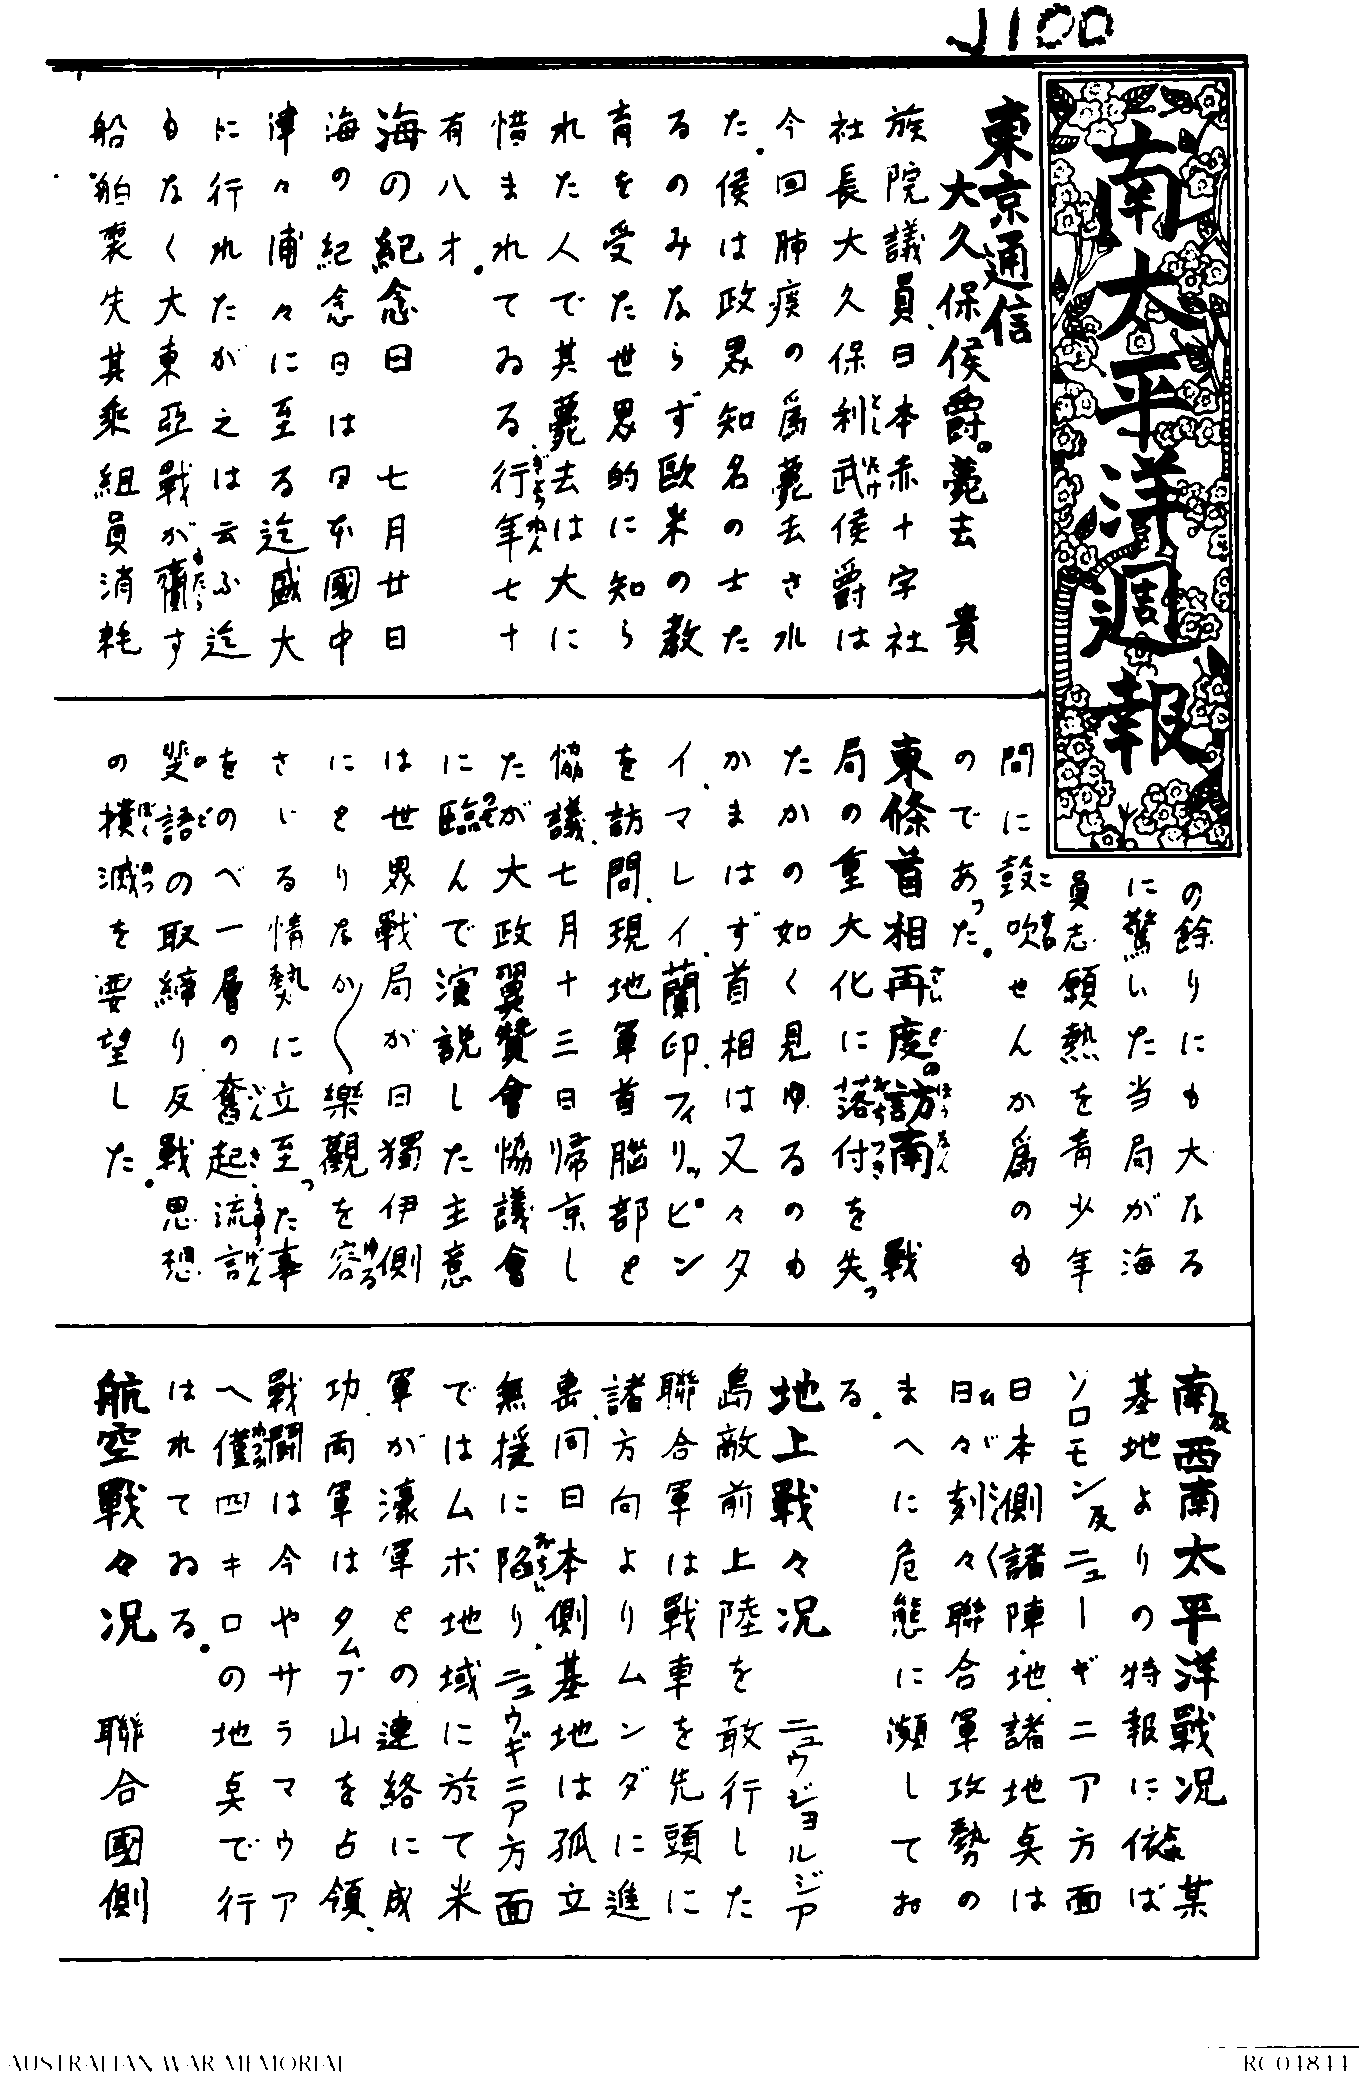 J100
南太平洋週報
東京通信
大久保侯爵の薨去 貴
族院議員、日本赤十字社
社長大久保利武侯爵は
今回肺疾の為薨去され
た。侯は政界知名の士た
るのみならず欧米の教
育を受た世界的に知ら
れた人で其薨去は大に
惜まれてゐる、行年七十
有八才。
海の紀念日 七月廿日
海の紀念日は日本國中
津々浦々に至る迄盛大
に行れたが之は云ふ迄
もなく大東亞戰が齎す
船舶喪失其乘組員消耗
の餘りにも大なる
に驚いた当局が海
員志願熱を青少年
間に鼓吹せんか為のも
のであった。
東條首相再度の訪南 戰
局の重大化に落付を失っ
たかの如く見ゆるのも
かまはず、首相は又々タ
イ、マレイ、蘭印、フィリッピン
を訪問、現地軍首脳部と
協議、七月十三日帰京し
たが大政翼賛會協議會
に臨んで演説した主意
は世界戰局が日獨伊側
にとりなか〱樂觀を容
さゞる情勢に立至った事
をのべ一層の奮起、流言
蜚語の取締り反戰思想
の撲滅を要望した。
南及西南太平洋戰况 某
基地よりの特報に依ば
ソロモン及ニューギニア方面
日本側諸陣地、諸地点は
日々が刻々聯合軍攻勢の
まへに危態に瀕してお
る。
地上戰々况 ニュウジョルジア
島敵前上陸を敢行した
聯合軍は戰車を先頭に
諸方向よりムンダに進
出、同日本側基地は孤立
無援に陥り、ニュウギニア方面
ではムボ地域に於て米
軍が濠軍との連絡に成
功、両軍はタムブ山を占領、
戰闘は今やサラマウア
へ僅四キロの地点で行
はれてゐる。
航空戰々况 聯合國側
AUSTRALIAN WAR MEMORIAL
RC04844